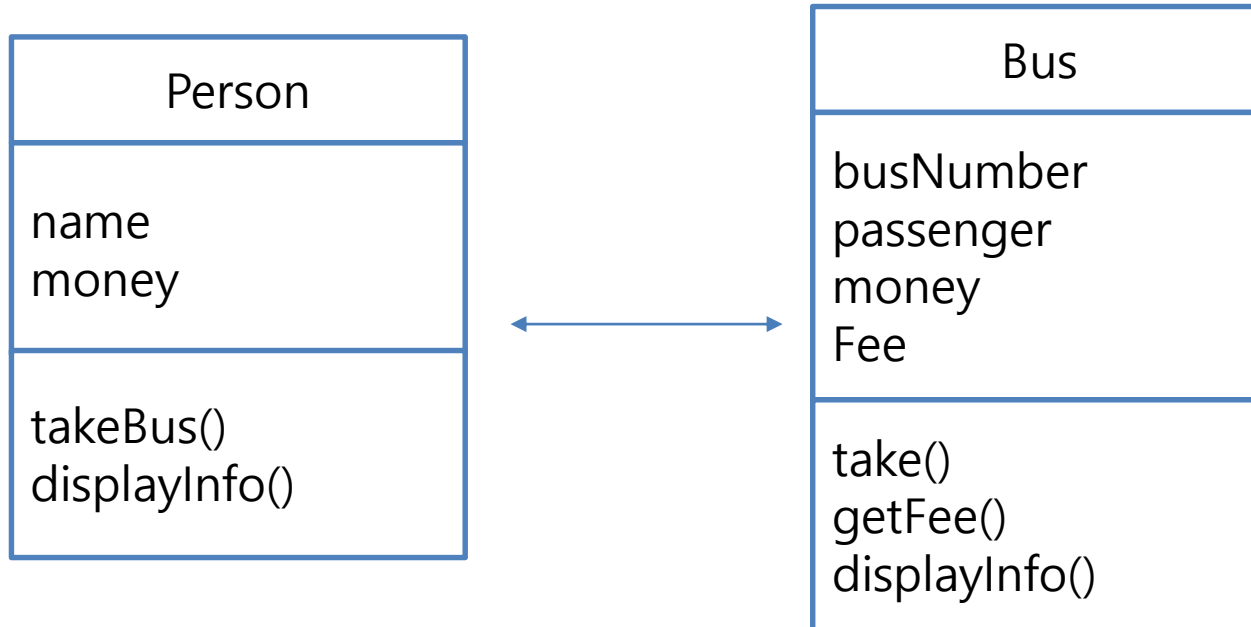 Person
name
money
takeBus()
displayInfo()
Bus
busNumber
passenger
money
Fee
take()
getFee()
displayInfo()